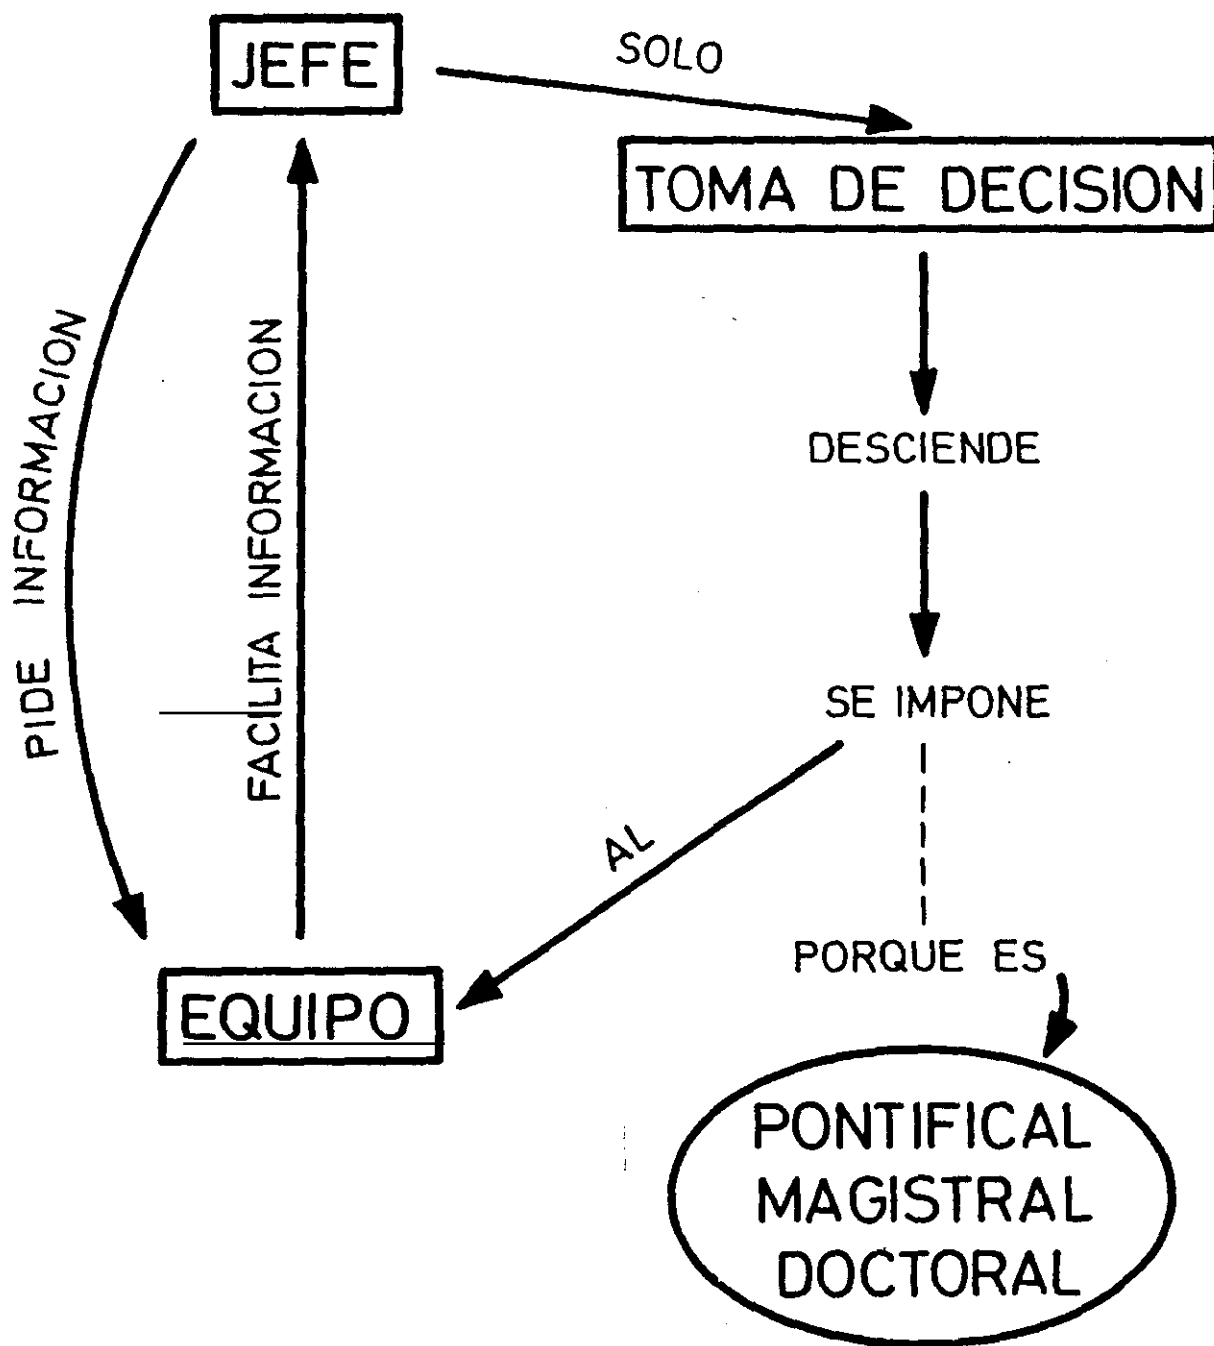 JEFE
SOLO
TOMA DE DECISION
PIDE INFORMACION
FACILITA INFORMACION
DESCIENDE
SE IMPONE
AL
PORQUE ES
EQUIPO
PONTIFICAL
MAGISTRAL
DOCTORAL